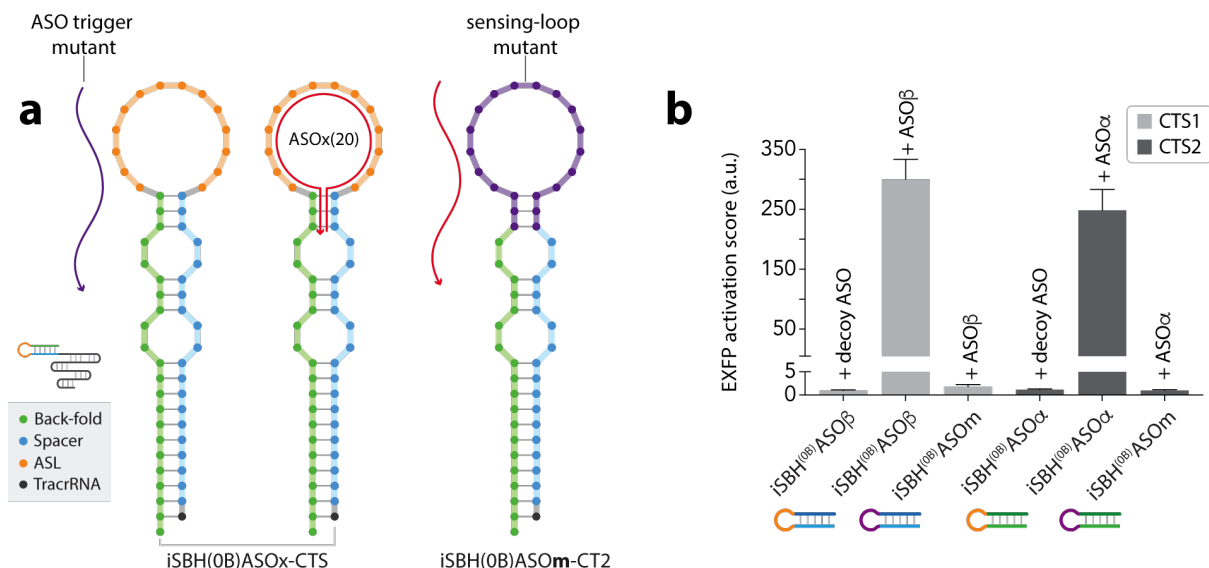 ASO trigger
mutant
sensing-loop
mutant
a
ASOx(20)
Back-fold
Spacer
ASL
TracrRNA
iSBH(0B)ASOx-CTS
iSBH(0B)ASOm-CT2
b
CTS1
CTS2
EXFP activation score (a.u.)
350
250
150
50
5
0
+ decoy ASO
+ ASOβ
+ ASOβ
+ decoy ASO
+ ASOα
+ ASOα
iSBH(0B)ASOβ
iSBH(0B)ASOβ
iSBH(0B)ASOm
iSBH(0B)ASOα
iSBH(0B)ASOα
iSBH(0B)ASOm